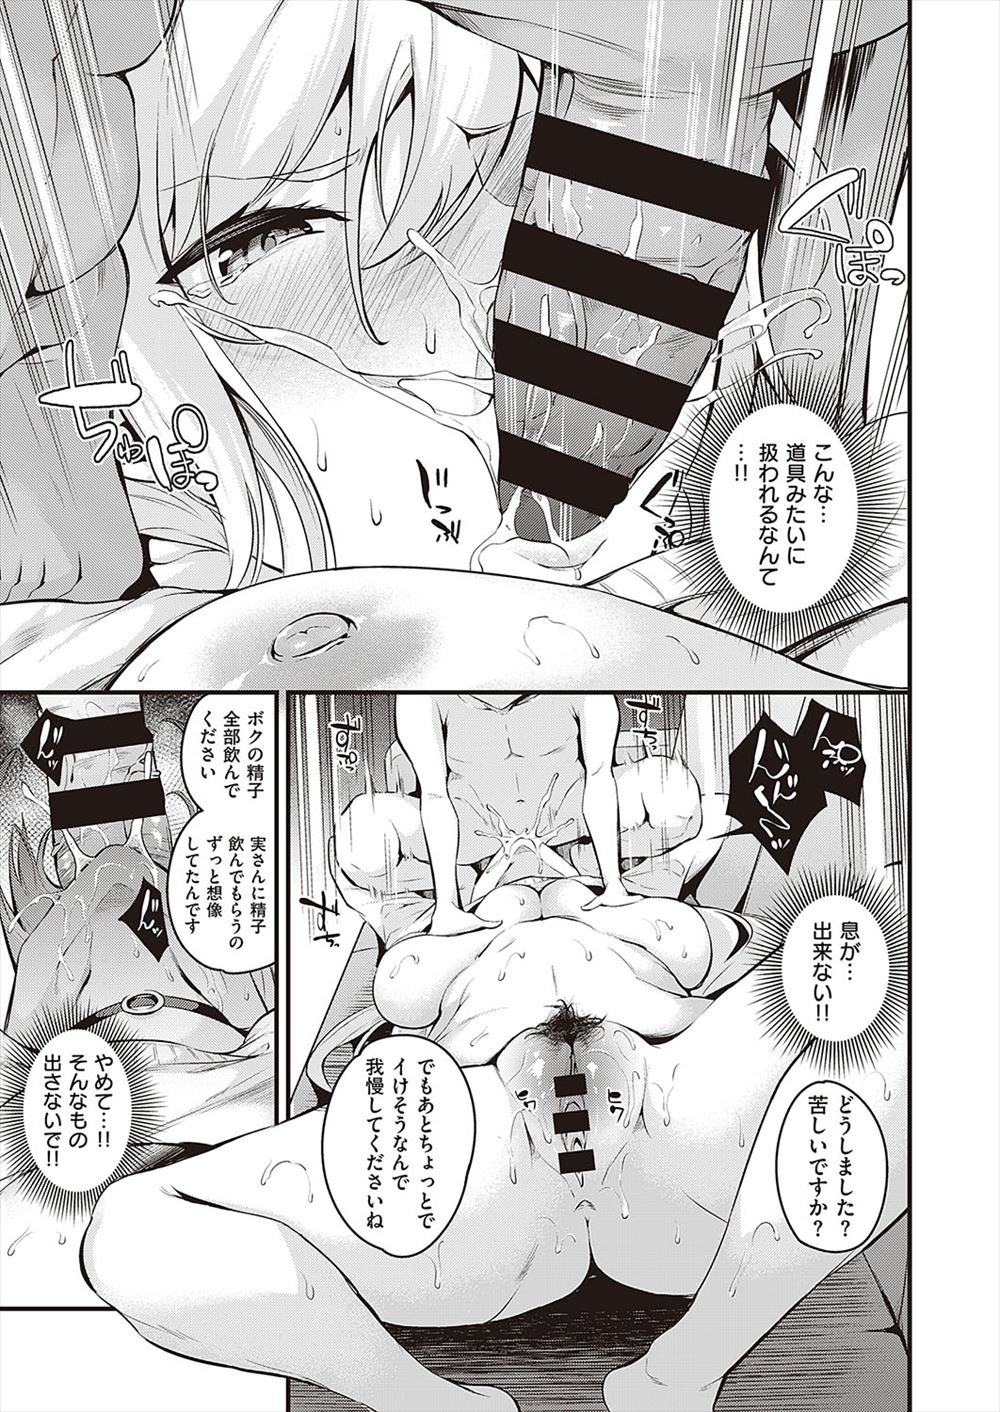 こんな…
道具みたいに
扱われるなんて
…!!
ぽっ
ちゅ
ぽっ
息が…
出来ない!!
どうしました?
苦しいですか?
でもあとちょっとで
イけそうなんで
我慢してくださいね
ボクの精子
全部飲んで
ください
実さんに精子
飲んでもらうの
ずっと想像
してたんです
やめて…!!
そんなもの
出さないで!!